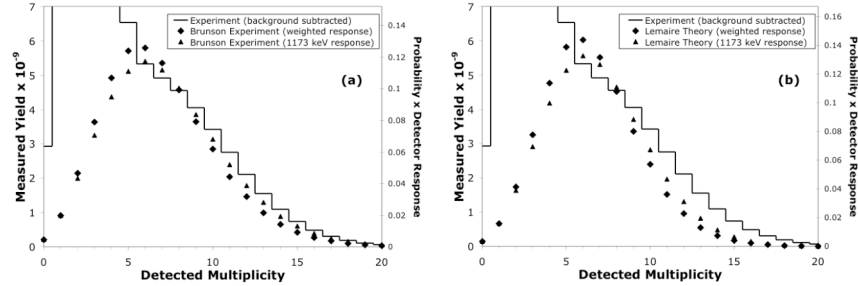 Experiment (background subtracted)
Brunson Experiment (weighted response)
Brunson Experiment (1173 keV response)
(a)
Measured Yield x 10⁻⁹
7
6
5
4
3
2
1
0
0 5 10 15 20
Detected Multiplicity
0.14
0.12
0.1
0.08
0.06
0.04
0.02
0
Probability x Detector Response
Experiment (background subtracted)
Lemaire Theory (weighted response)
Lemaire Theory (1173 keV response)
(b)
Measured Yield x 10⁻⁹
7
6
5
4
3
2
1
0
0 5 10 15 20
Detected Multiplicity
0.16
0.14
0.12
0.1
0.08
0.06
0.04
0.02
0
Probability x Detector Response